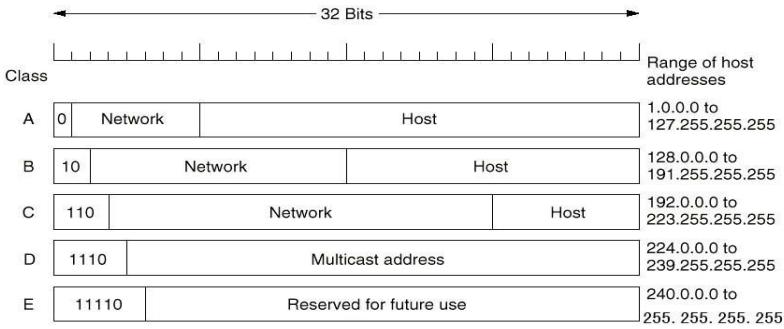 32 Bits
Class
Range of host
addresses
A 0 Network Host 1.0.0.0 to
127.255.255.255
B 10 Network Host 128.0.0.0 to
191.255.255.255
C 110 Network Host 192.0.0.0 to
223.255.255.255
D 1110 Multicast address 224.0.0.0 to
239.255.255.255
E 11110 Reserved for future use 240.0.0.0 to
255. 255. 255. 255